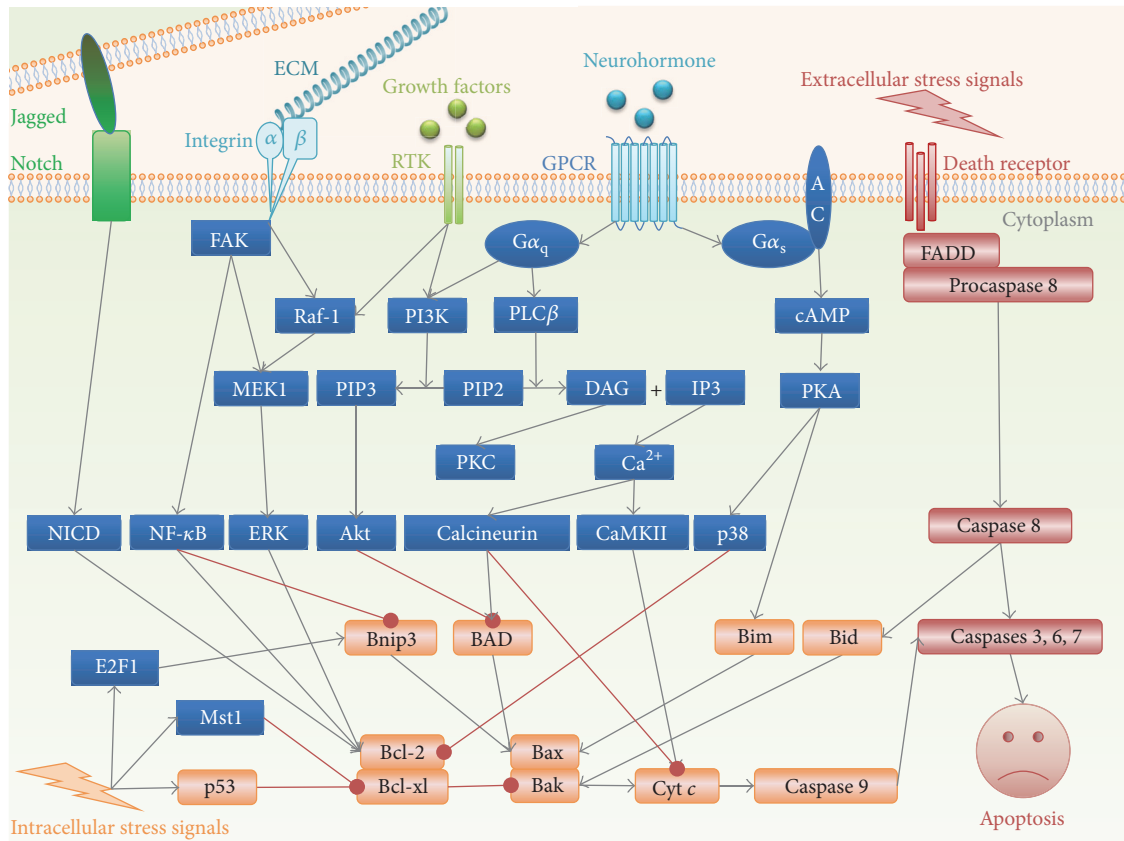 ECM
Neurohormone
Extracellular stress signals
Growth factors
Jagged
Integrin
α
β
Notch
RTK
GPCR
Death receptor
A
C
Cytoplasm
FAK
Gαq
Gαs
FADD
Procaspase 8
Raf-1
PI3K
PLCβ
cAMP
MEK1
PIP3
PIP2
DAG
+
IP3
PKA
PKC
Ca2+
NICD
NF-κB
ERK
Akt
Calcineurin
CaMKII
p38
Caspase 8
Bnip3
BAD
Bim
Bid
Caspases 3, 6, 7
E2F1
Mst1
Bcl-2
Bax
p53
Bcl-xl
Bak
Cyt c
Caspase 9
Intracellular stress signals
Apoptosis